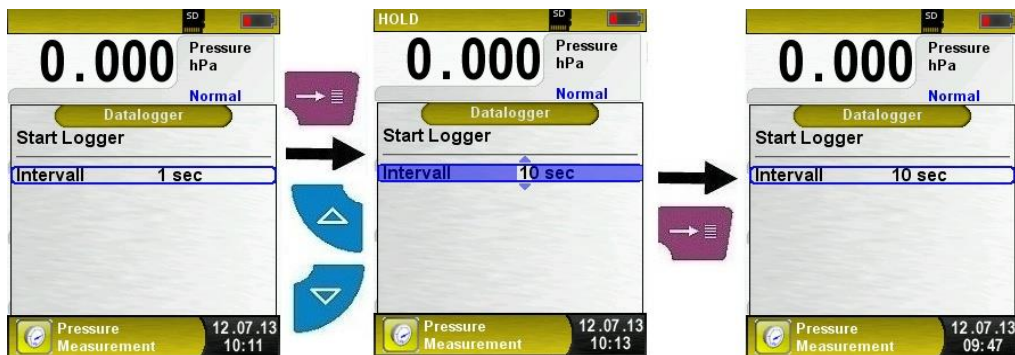 SD
0.000
Pressure
hPa
Normal
Datalogger
Start Logger
Intervall 1 sec
Pressure
Measurement
12.07.13
10:11
HOLD
SD
0.000
Pressure
hPa
Normal
Datalogger
Start Logger
Intervall 10 sec
Pressure
Measurement
12.07.13
10:13
SD
0.000
Pressure
hPa
Normal
Datalogger
Start Logger
Intervall 10 sec
Pressure
Measurement
12.07.13
09:47